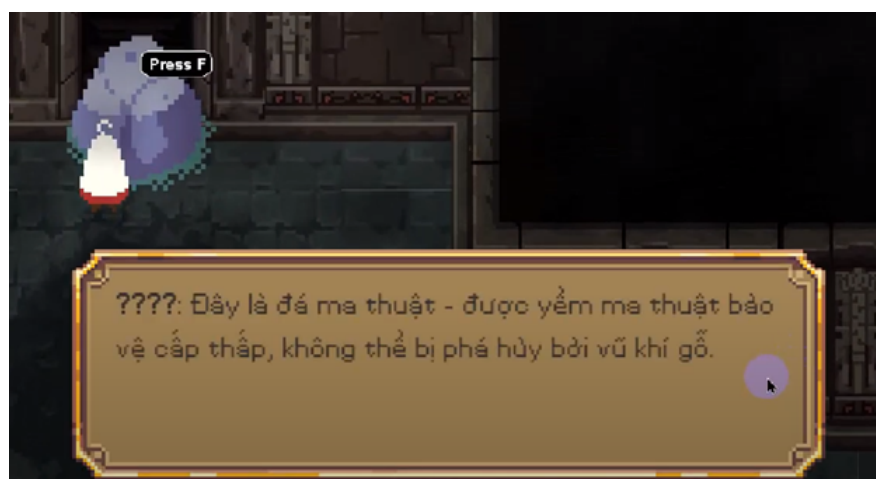 Press F
????: Đây là đá ma thuật - được yểm ma thuật bảo
vệ cấp thấp, không thể bị phá hủy bởi vũ khí gỗ.